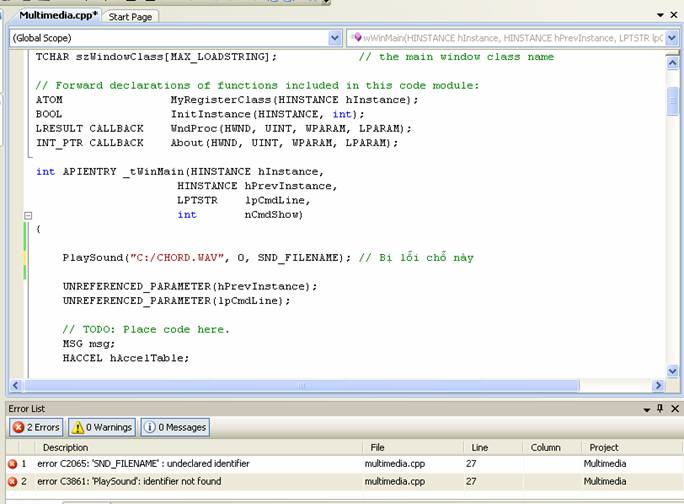 Multimedia.cpp* Start Page
(Global Scope) wWinMain(HINSTANCE hInstance, HINSTANCE hPrevInstance, LPTSTR lpC
TCHAR szWindowClass[MAX_LOADSTRING]; // the main window class name
// Forward declarations of functions included in this code module:
ATOM MyRegisterClass(HINSTANCE hInstance);
BOOL InitInstance(HINSTANCE, int);
LRESULT CALLBACK WndProc(HWND, UINT, WPARAM, LPARAM);
INT_PTR CALLBACK About(HWND, UINT, WPARAM, LPARAM);
int APIENTRY _tWinMain(HINSTANCE hInstance,
HINSTANCE hPrevInstance,
LPTSTR lpCmdLine,
int nCmdShow)
{
PlaySound("C:/CHORD.WAV", 0, SND_FILENAME); // Bị lỗi chổ này
UNREFERENCED_PARAMETER(hPrevInstance);
UNREFERENCED_PARAMETER(lpCmdLine);
// TODO: Place code here.
MSG msg;
HACCEL hAccelTable;
Error List
2 Errors 0 Warnings 0 Messages
Description File Line Column Project
1 error C2065: 'SND_FILENAME' : undeclared identifier multimedia.cpp 27 Multimedia
2 error C3861: 'PlaySound': identifier not found multimedia.cpp 27 Multimedia